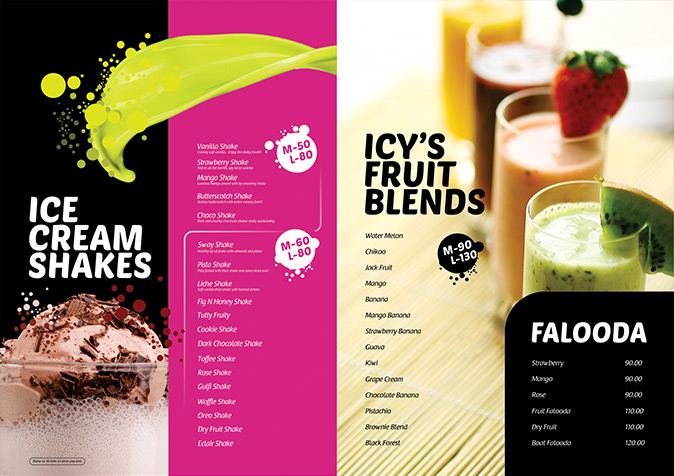 ICE
CREAM
SHAKES
Vanilla Shake
Strawberry Shake
Mango Shake
Butterscotch Shake
Choco Shake
M-50
L-80
Sway Shake
Pista Shake
Liche Shake
Fig N Honey Shake
Tutty Fruity
Cookie Shake
Dark Chocolate Shake
Toffee Shake
Rose Shake
Gulfi Shake
Waffle Shake
Oreo Shake
Dry Fruit Shake
Eclair Shake
M-60
L-80
ICY'S
FRUIT
BLENDS
Water Melon
Chikoo
Jack Fruit
Mango
Banana
Mango Banana
Strawberry Banana
Guava
Kiwi
Grape Cream
Chocolate Banana
Pistachio
Brownie Blend
Black Forest
M-90
L-130
FALOODA
Strawberry 90.00
Mango 90.00
Rose 90.00
Fruit Falooda 110.00
Dry Fruit 110.00
Boot Falooda 120.00